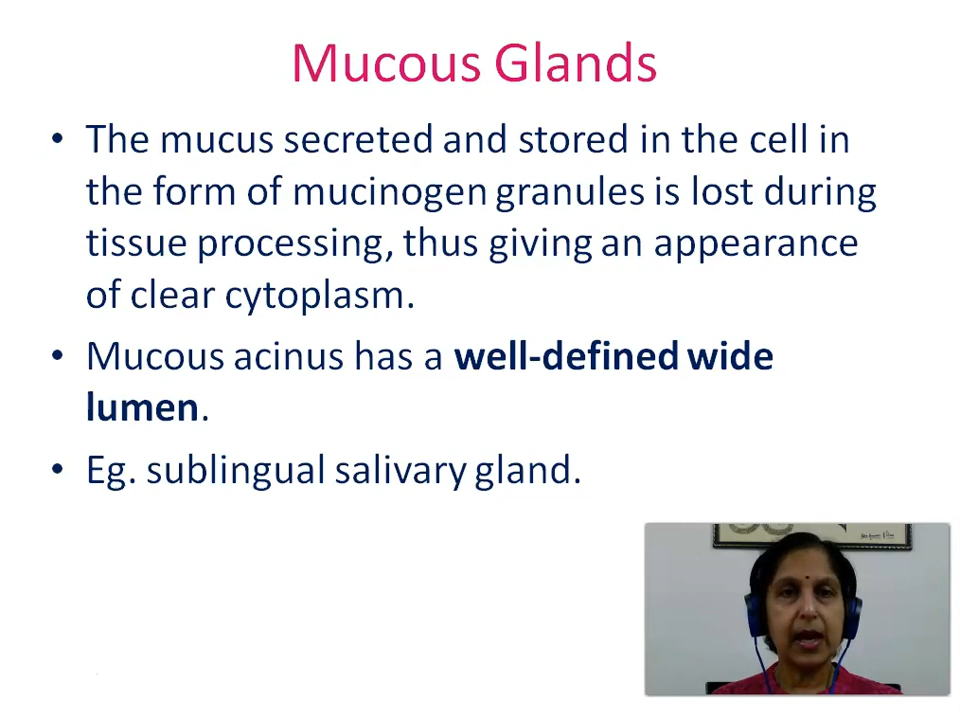 Mucous Glands
• The mucus secreted and stored in the cell in
the form of mucinogen granules is lost during
tissue processing, thus giving an appearance
of clear cytoplasm.
• Mucous acinus has a well-defined wide
lumen.
• Eg. sublingual salivary gland.